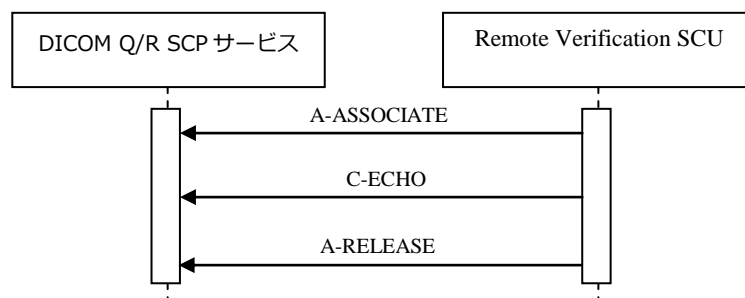 DICOM Q/R SCP サービス
Remote Verification SCU
A-ASSOCIATE
C-ECHO
A-RELEASE